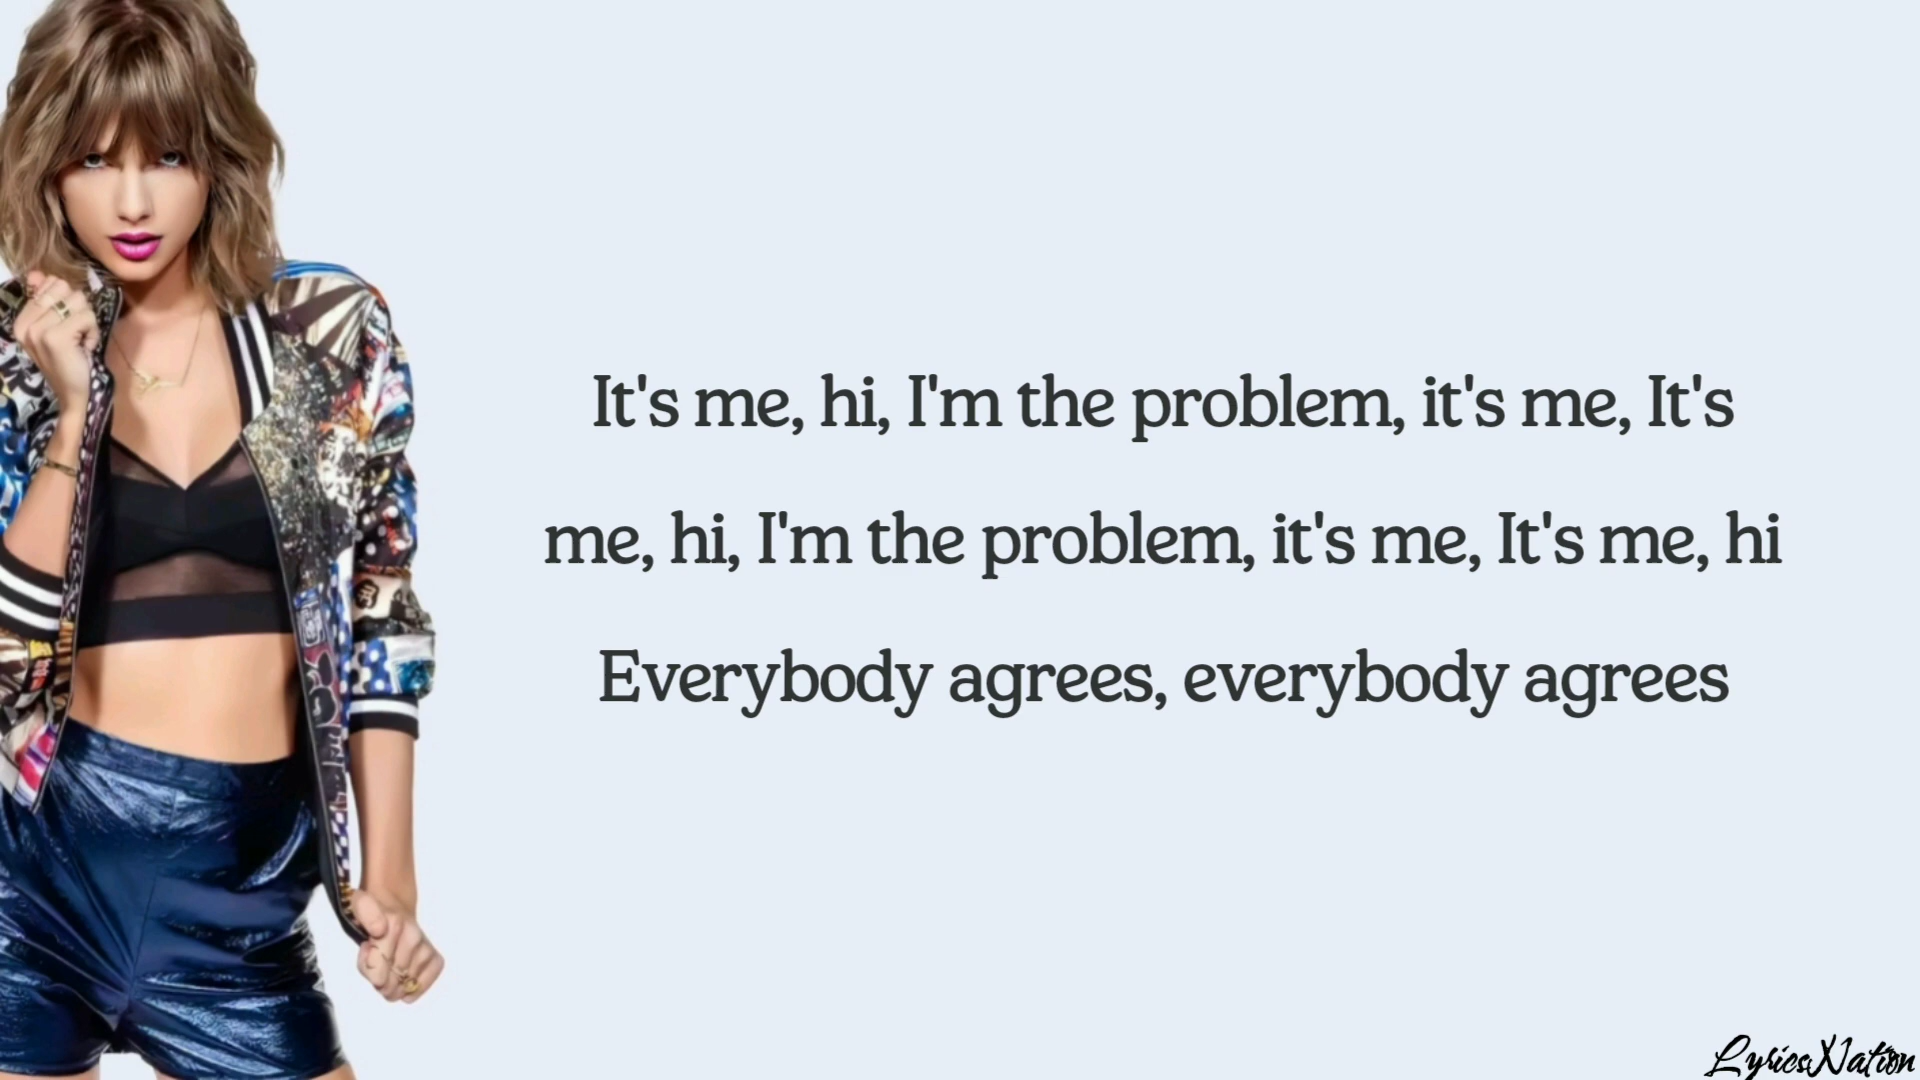 It's me, hi, I'm the problem, it's me, It's
me, hi, I'm the problem, it's me, It's me, hi
Everybody agrees, everybody agrees
LyricsNation